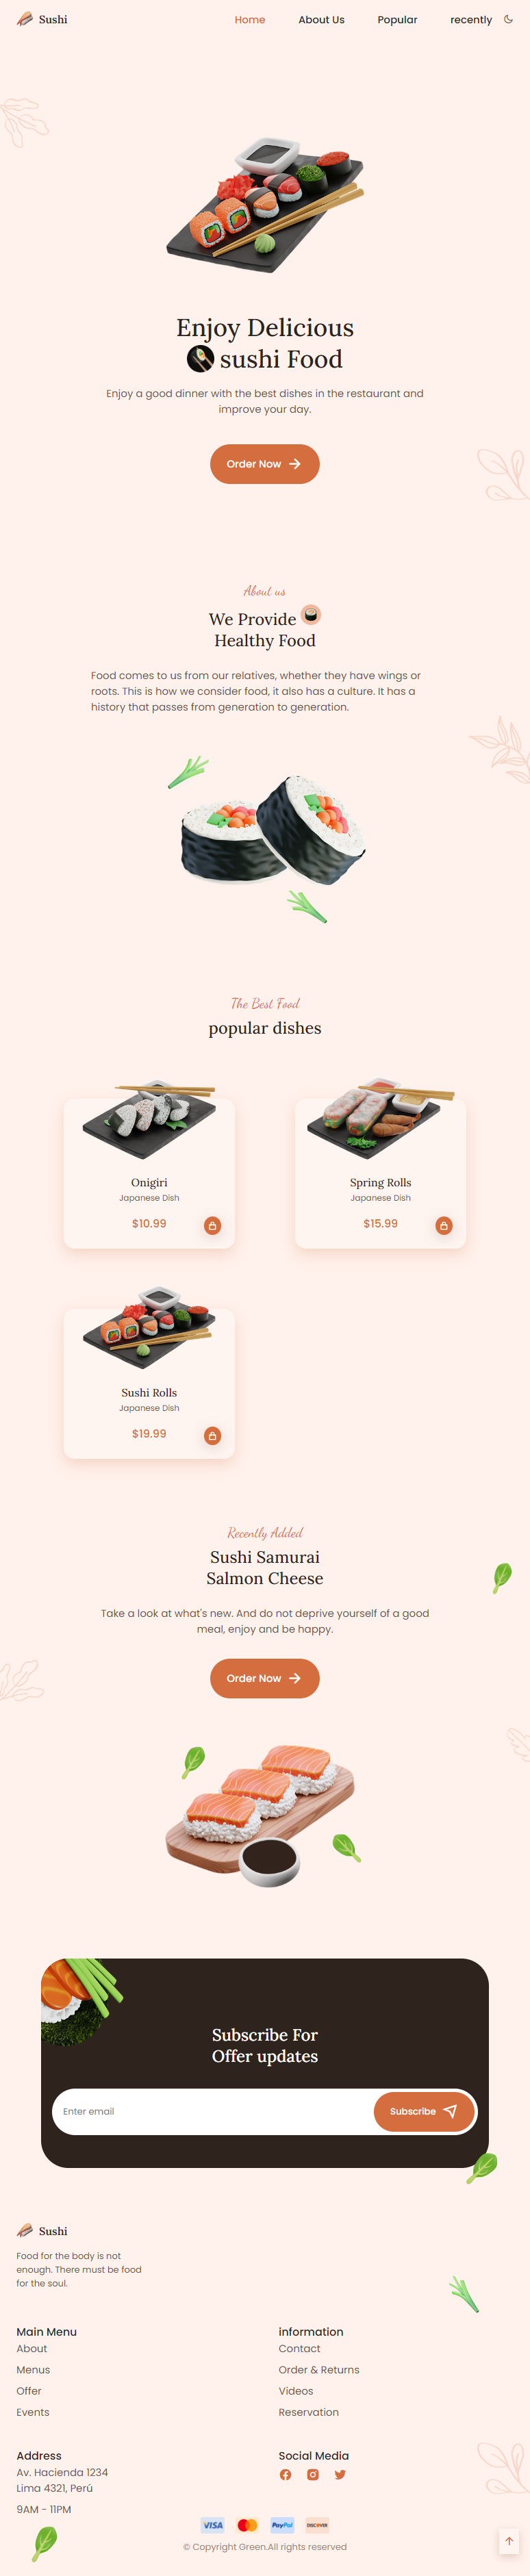 Sushi
Home
About Us
Popular
recently
Enjoy Delicious
sushi Food
Enjoy a good dinner with the best dishes in the restaurant and
improve your day.
Order Now
About us
We Provide
Healthy Food
Food comes to us from our relatives, whether they have wings or
roots. This is how we consider food, it also has a culture. It has a
history that passes from generation to generation.
The Best Food
popular dishes
Onigiri
Japanese Dish
$10.99
Spring Rolls
Japanese Dish
$15.99
Sushi Rolls
Japanese Dish
$19.99
Recently Added
Sushi Samurai
Salmon Cheese
Take a look at what's new. And do not deprive yourself of a good
meal, enjoy and be happy.
Order Now
Subscribe For
Offer updates
Enter email
Subscribe
Sushi
Food for the body is not
enough. There must be food
for the soul.
Main Menu
About
Menus
Offer
Events
information
Contact
Order & Returns
Videos
Reservation
Address
Av. Hacienda 1234
Lima 4321, Perú
9AM - 11PM
Social Media
VISA
PayPal
DISCOVER
© Copyright Green.All rights reserved